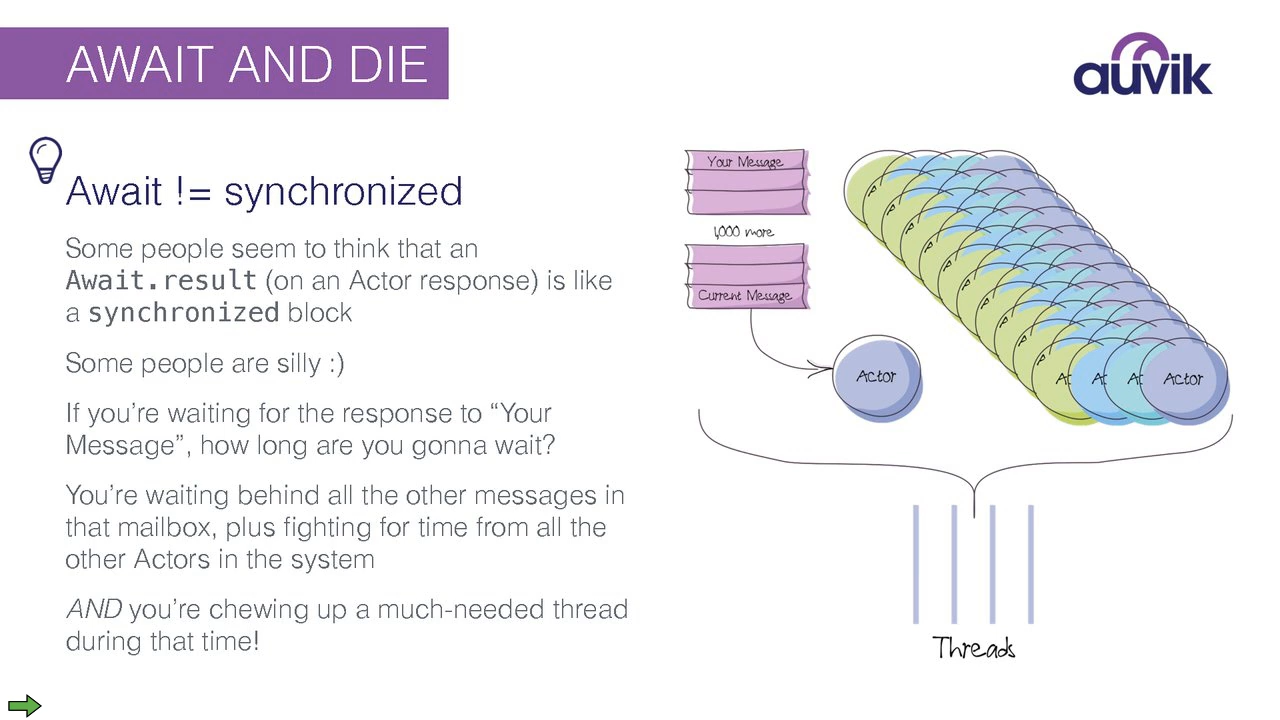 AWAIT AND DIE
auvik
Await != synchronized
Some people seem to think that an
Await.result (on an Actor response) is like
a synchronized block
Some people are silly :)
If you’re waiting for the response to “Your
Message”, how long are you gonna wait?
You’re waiting behind all the other messages in
that mailbox, plus fighting for time from all the
other Actors in the system
AND you’re chewing up a much-needed thread
during that time!
Your Message
1,000 more
Current Message
Actor
Actor
Threads